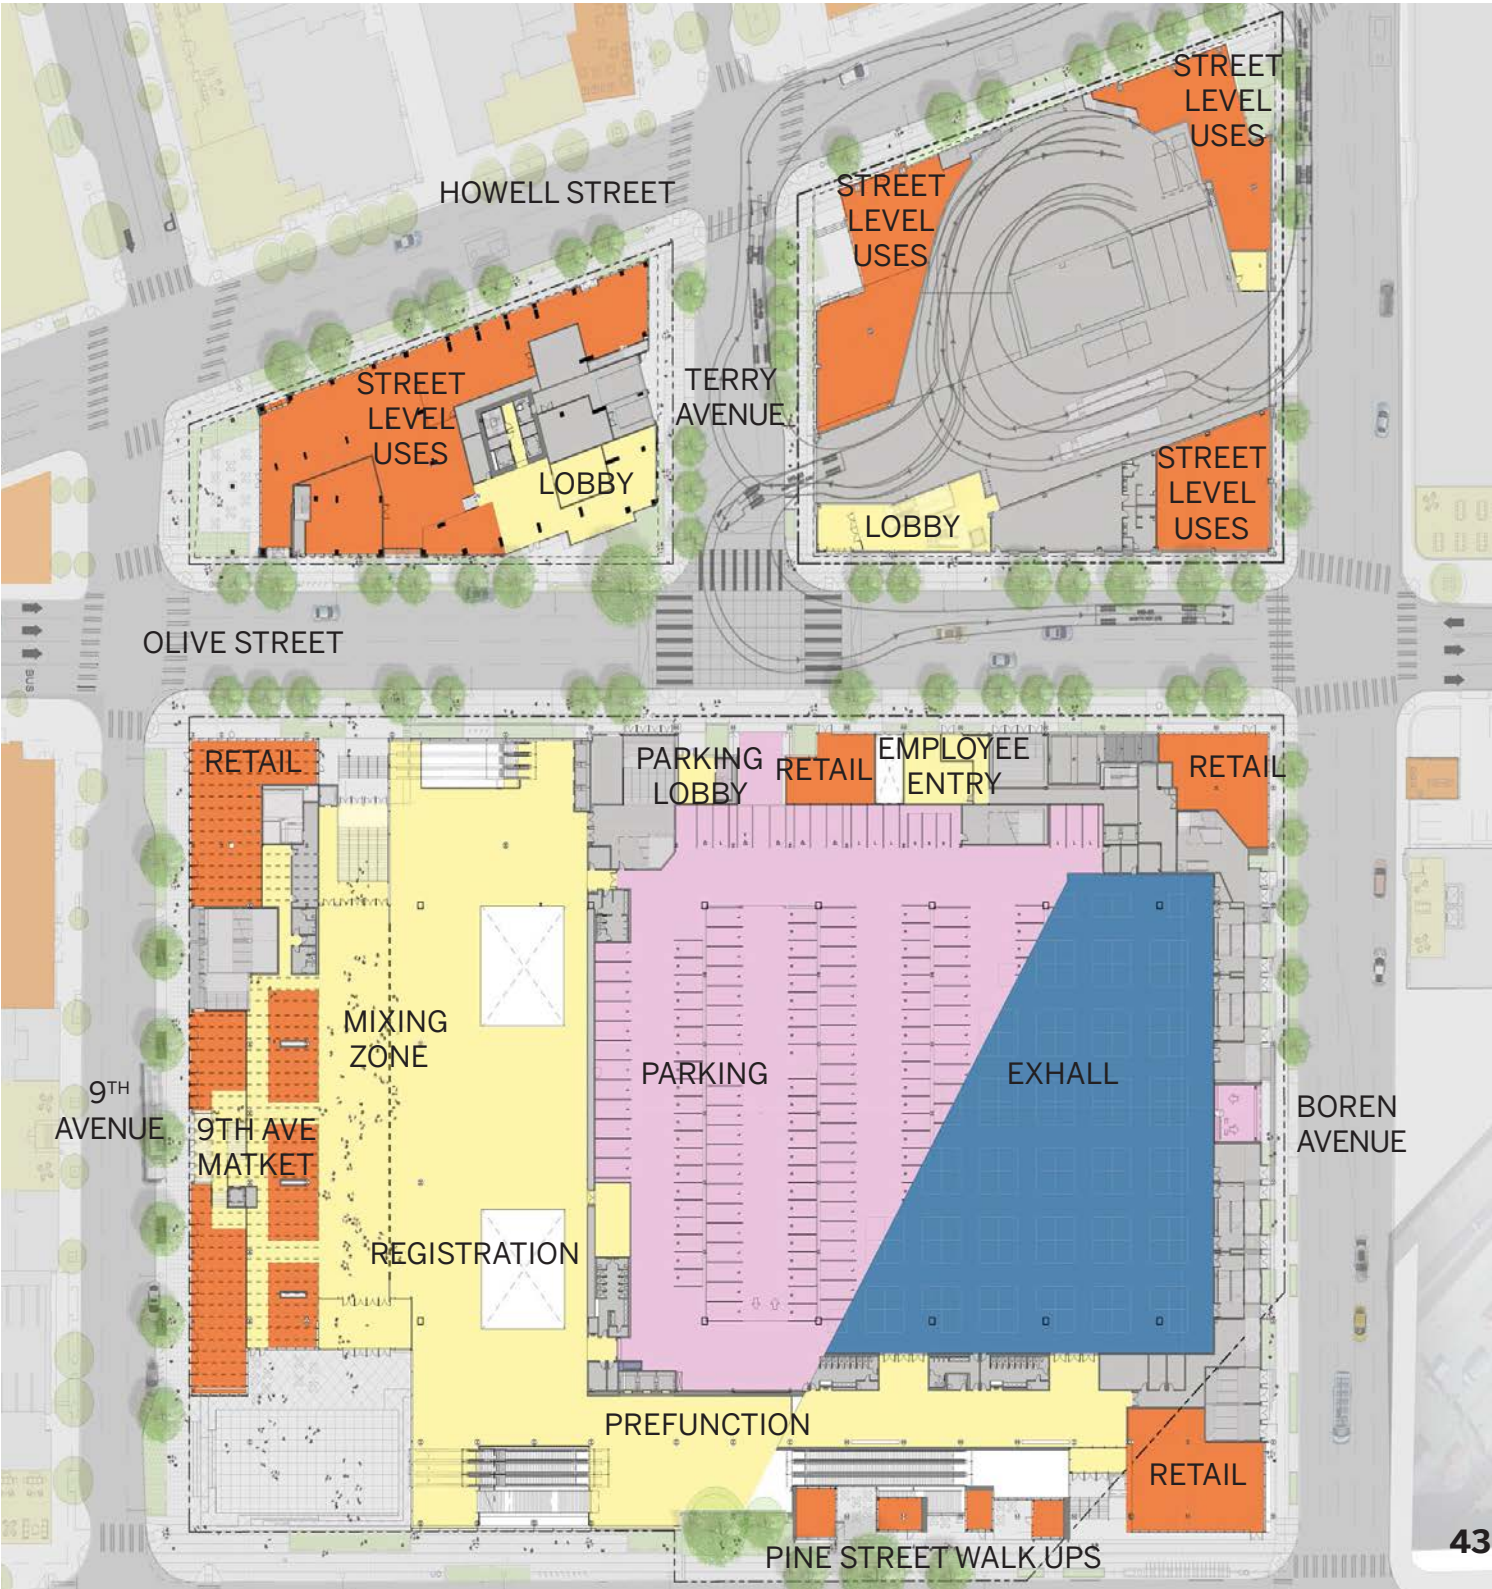 STREET
LEVEL
USES
HOWELL STREET
STREET
LEVEL
USES
STREET
LEVEL
USES
TERRY
AVENUE
LOBBY
STREET
LEVEL
USES
LOBBY
OLIVE STREET
BUS
RETAIL
PARKING
LOBBY
RETAIL
EMPLOYEE
ENTRY
RETAIL
MIXING
ZONE
PARKING
EXHALL
9TH
AVENUE
9TH AVE
MATKET
BOREN
AVENUE
REGISTRATION
PREFUNCTION
RETAIL
PINE STREET WALK UPS
43